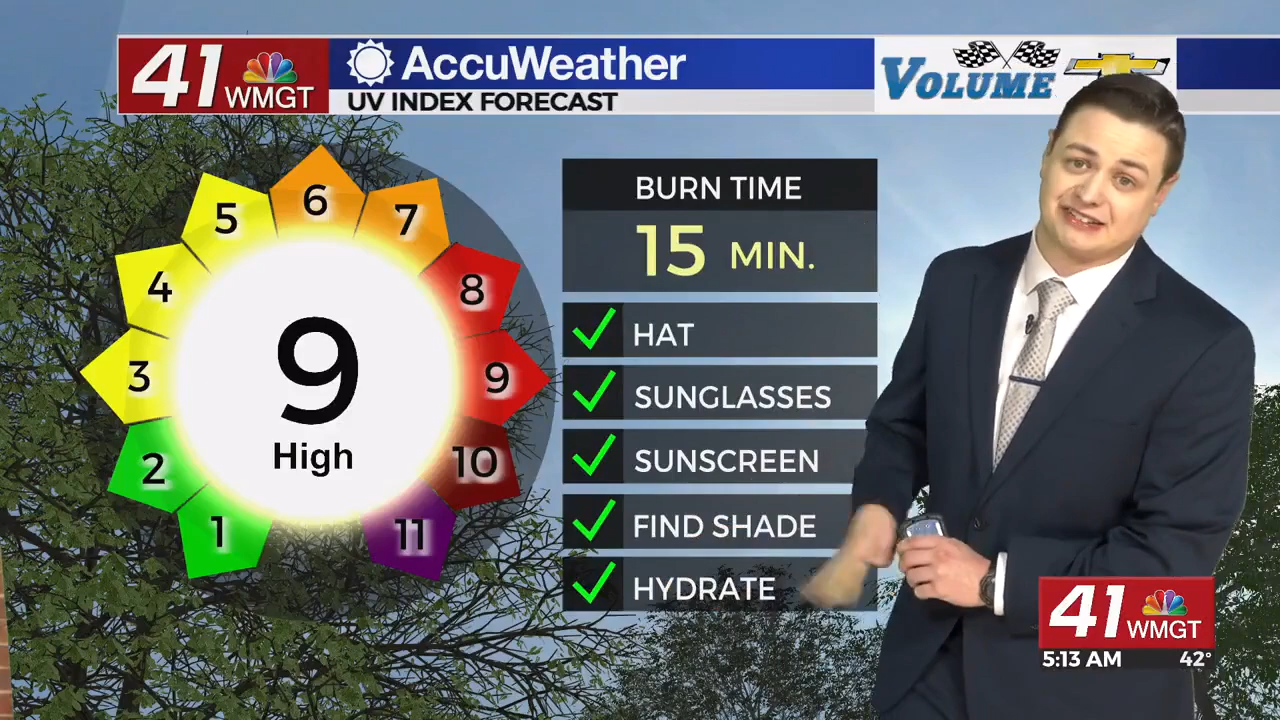 41 WMGT
AccuWeather
UV INDEX FORECAST
VOLUME
5
6
7
4
8
3
9
2
10
1
11
9
High
BURN TIME
15 MIN.
HAT
SUNGLASSES
SUNSCREEN
FIND SHADE
HYDRATE
41 WMGT
5:13 AM 42°